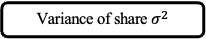 Variance of share σ²